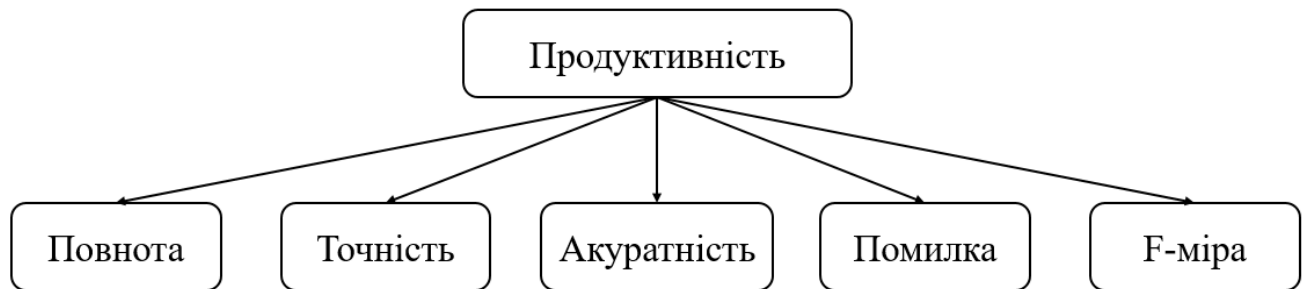 Продуктивність
Повнота
Точність
Акуратність
Помилка
F-міра